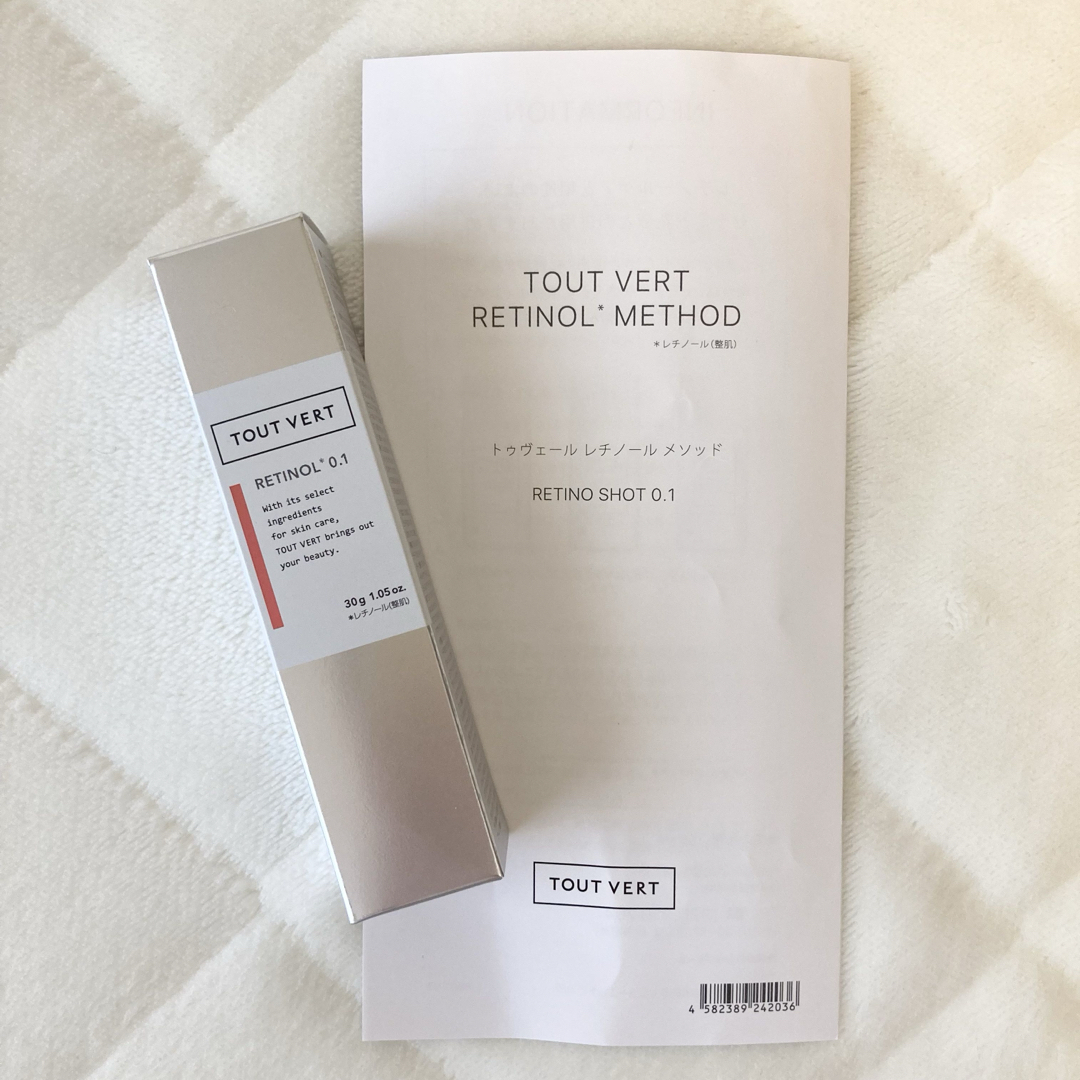 TOUT VERT
RETINOL* 0.1
With its select
ingredients
for skin care,
TOUT VERT brings out
your beauty.
30g 1.05oz.
*レチノール(整肌)
TOUT VERT
RETINOL* METHOD
*レチノール(整肌)
トゥヴェール レチノール メソッド
RETINO SHOT 0.1
TOUT VERT
4 582389 242036